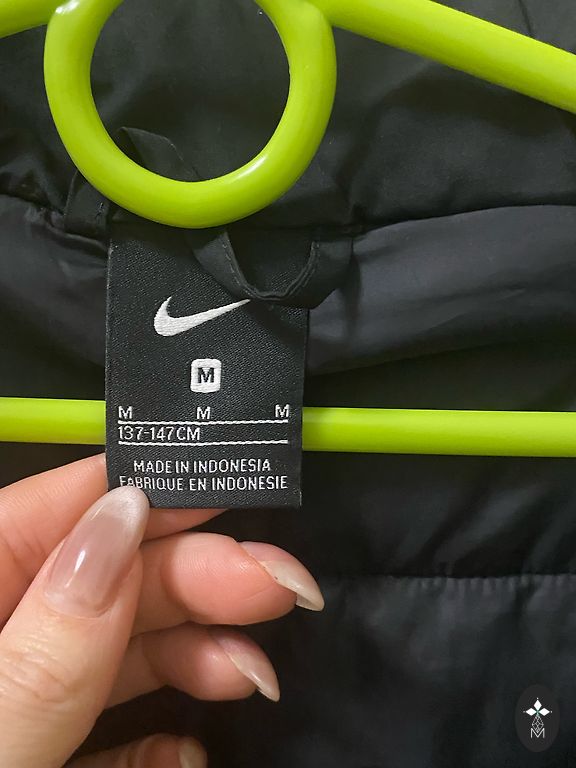 M
M M M
137-147CM
MADE IN INDONESIA
FABRIQUE EN INDONESIE
M